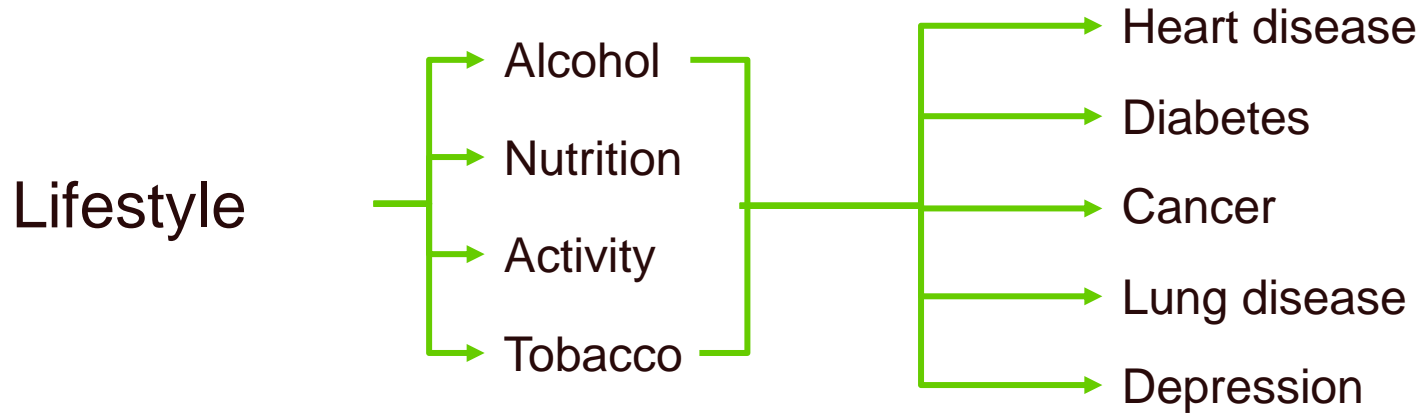 Lifestyle
Alcohol
Nutrition
Activity
Tobacco
Heart disease
Diabetes
Cancer
Lung disease
Depression